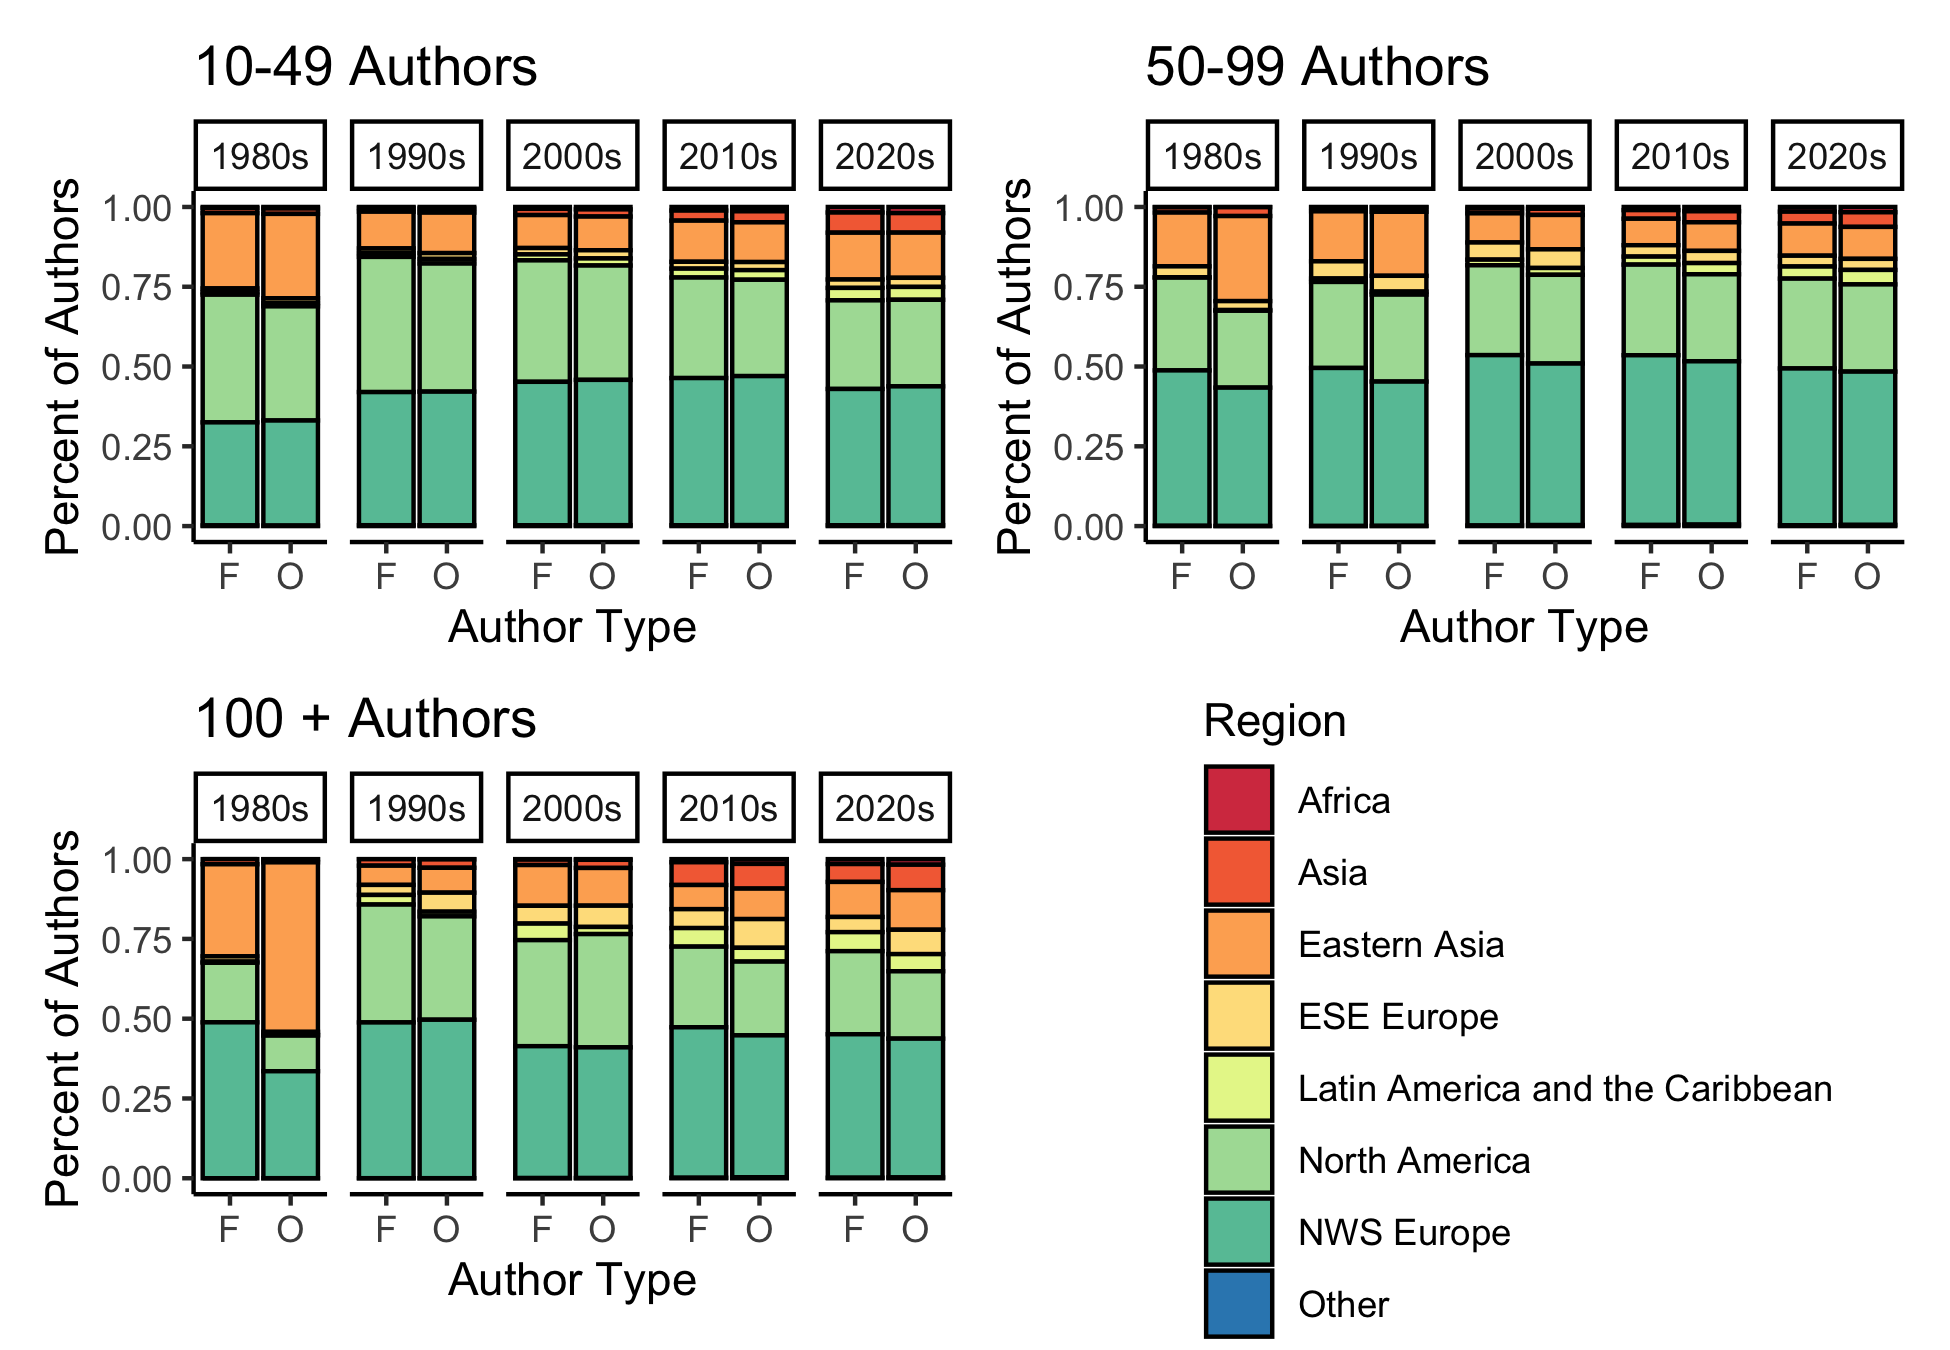 10-49 Authors
1980s 1990s 2000s 2010s 2020s
Percent of Authors
1.00
0.75
0.50
0.25
0.00
F O F O F O F O F O
Author Type
50-99 Authors
1980s 1990s 2000s 2010s 2020s
Percent of Authors
1.00
0.75
0.50
0.25
0.00
F O F O F O F O F O
Author Type
100 + Authors
1980s 1990s 2000s 2010s 2020s
Percent of Authors
1.00
0.75
0.50
0.25
0.00
F O F O F O F O F O
Author Type
Region
Africa
Asia
Eastern Asia
ESE Europe
Latin America and the Caribbean
North America
NWS Europe
Other